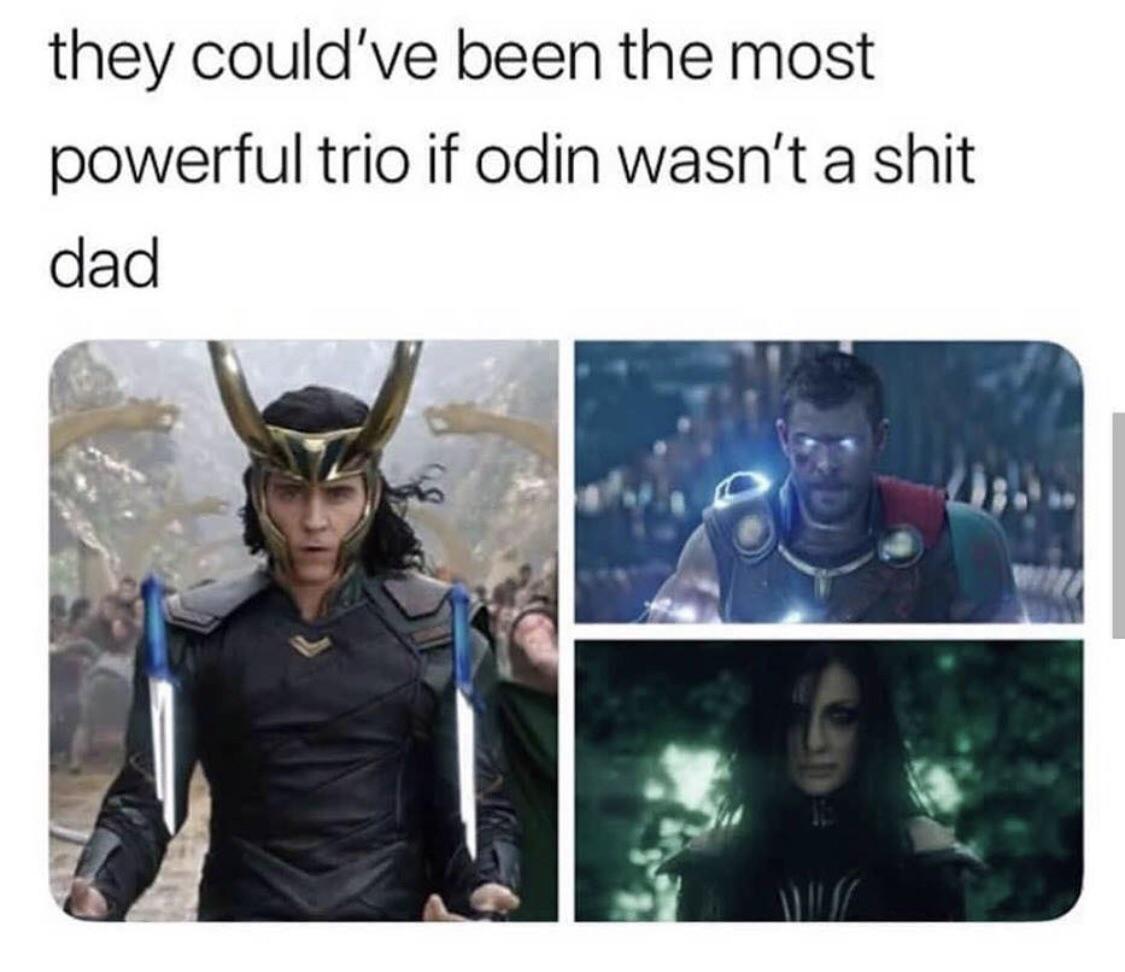 they could've been the most
powerful trio if odin wasn't a shit
dad